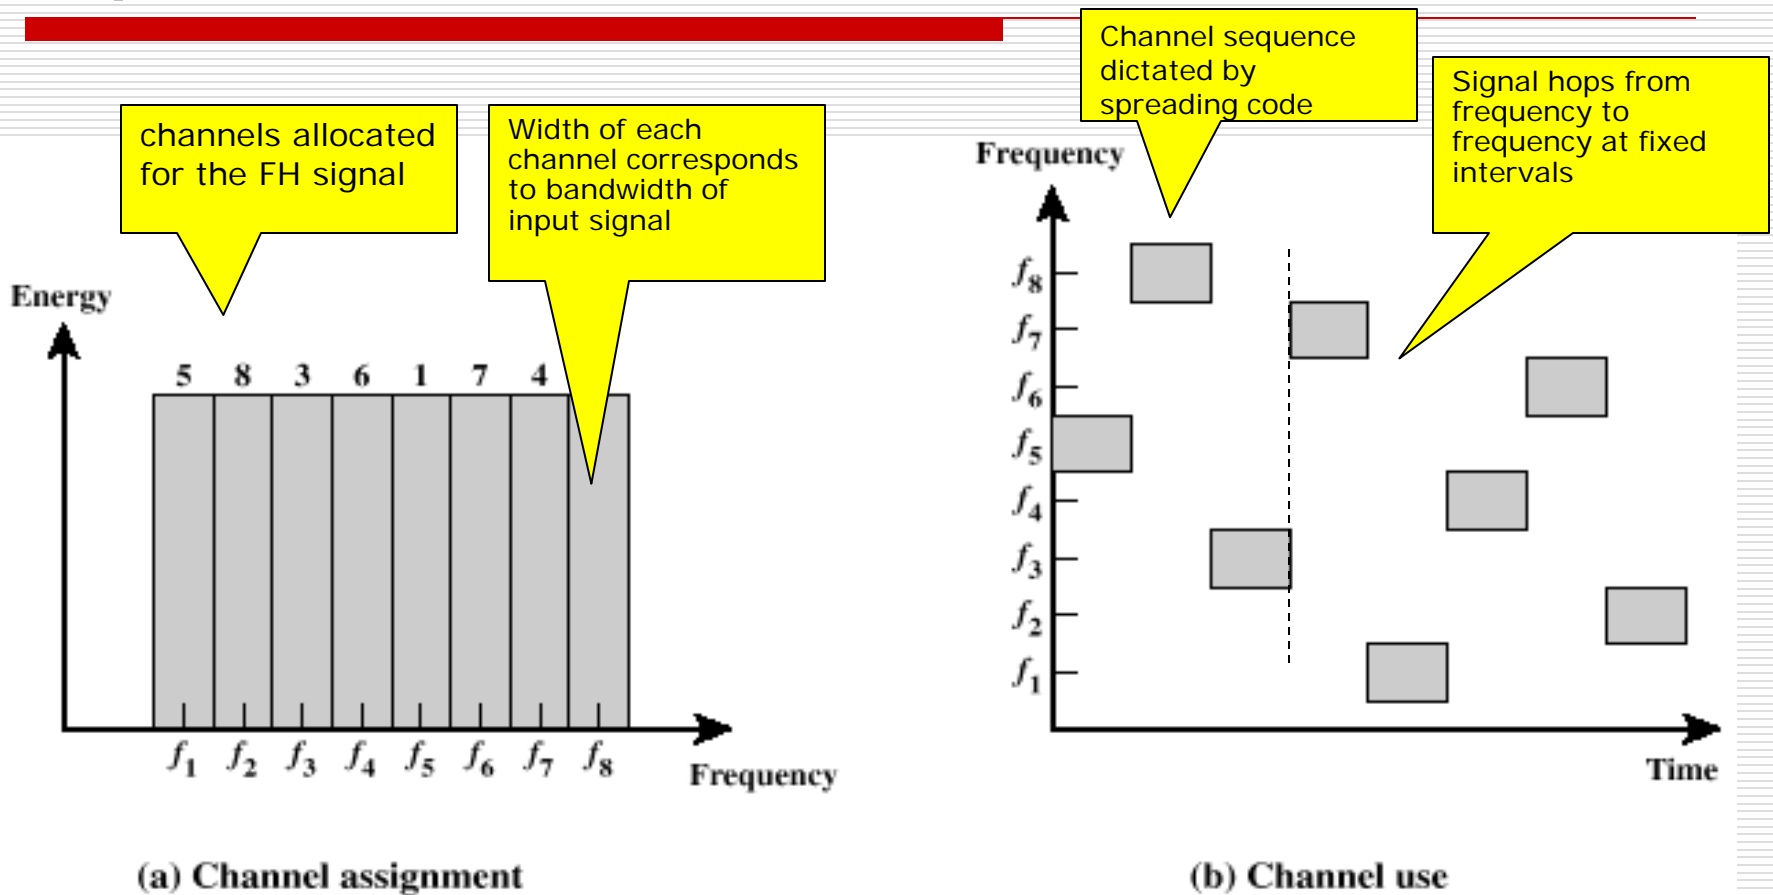 channels allocated
for the FH signal
Width of each
channel corresponds
to bandwidth of
input signal
Channel sequence
dictated by
spreading code
Signal hops from
frequency to
frequency at fixed
intervals
Energy
5 8 3 6 1 7 4
f1 f2 f3 f4 f5 f6 f7 f8
Frequency
(a) Channel assignment
Frequency
f8
f7
f6
f5
f4
f3
f2
f1
Time
(b) Channel use